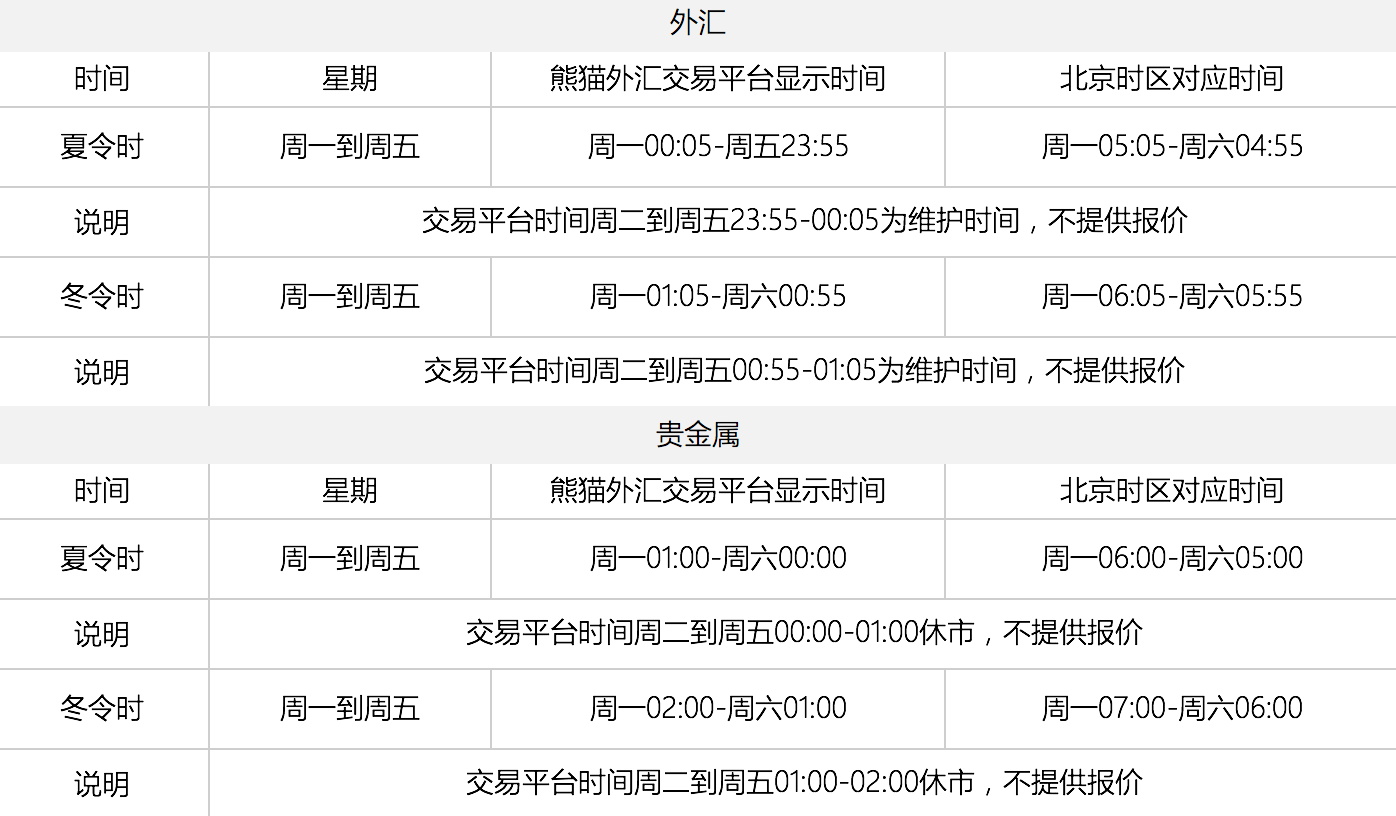 外汇
时间 星期 熊猫外汇交易平台显示时间 北京时区对应时间
夏令时 周一到周五 周一00:05-周五23:55 周一05:05-周六04:55
说明 交易平台时间周二到周五23:55-00:05为维护时间，不提供报价
冬令时 周一到周五 周一01:05-周六00:55 周一06:05-周六05:55
说明 交易平台时间周二到周五00:55-01:05为维护时间，不提供报价
贵金属
时间 星期 熊猫外汇交易平台显示时间 北京时区对应时间
夏令时 周一到周五 周一01:00-周六00:00 周一06:00-周六05:00
说明 交易平台时间周二到周五00:00-01:00休市，不提供报价
冬令时 周一到周五 周一02:00-周六01:00 周一07:00-周六06:00
说明 交易平台时间周二到周五01:00-02:00休市，不提供报价